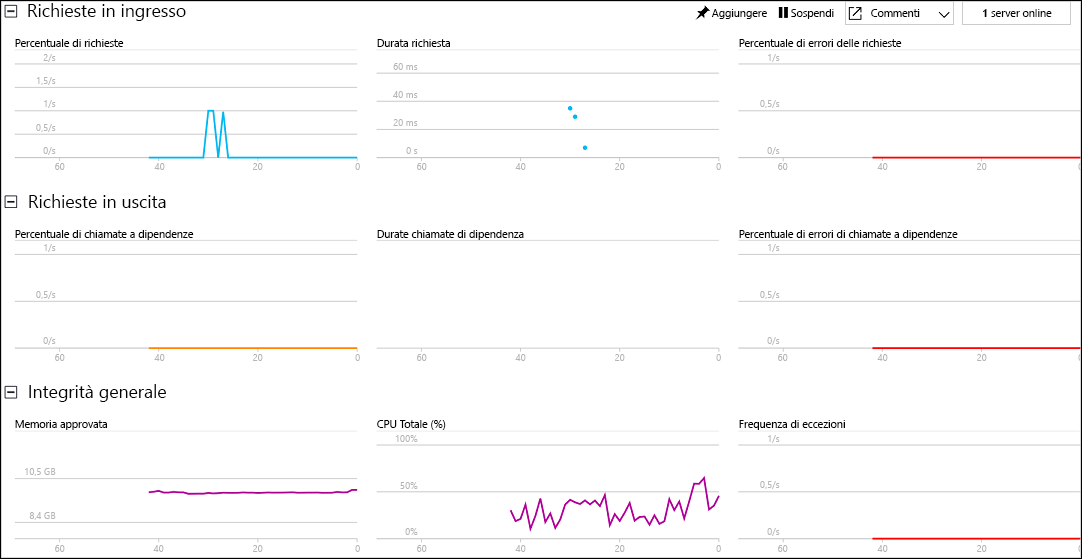 Richieste in ingresso
Aggiungere Sospendi Commenti 1 server online
Percentuale di richieste
2/s
1,5/s
1/s
0,5/s
0/s
60 40 20 0
Durata richiesta
60 ms
40 ms
20 ms
0 s
60 40 20 0
Percentuale di errori delle richieste
1/s
0,5/s
0/s
60 40 20 0
Richieste in uscita
Percentuale di chiamate a dipendenze
1/s
0,5/s
0/s
60 40 20 0
Durate chiamate di dipendenza
60 40 20 0
Percentuale di errori di chiamate a dipendenze
1/s
0,5/s
0/s
60 40 20 0
Integrità generale
Memoria approvata
10,5 GB
8,4 GB
60 40 20 0
CPU Totale (%)
100%
50%
0%
60 40 20 0
Frequenza di eccezioni
1/s
0,5/s
0/s
60 40 20 0